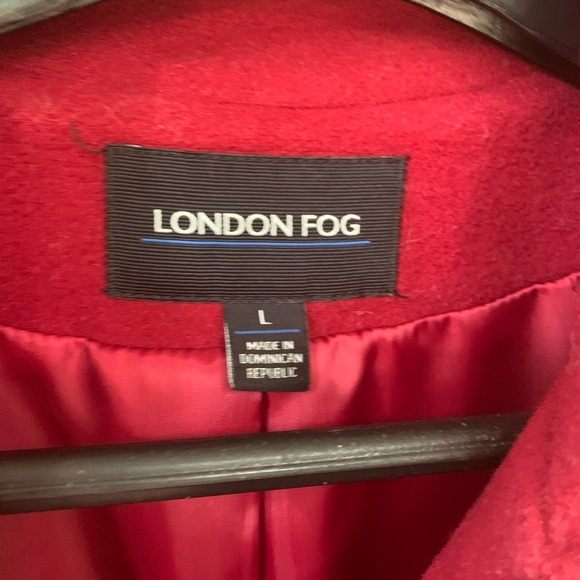 LONDON FOG
L
MADE IN
DOMINICAN
REPUBLIC